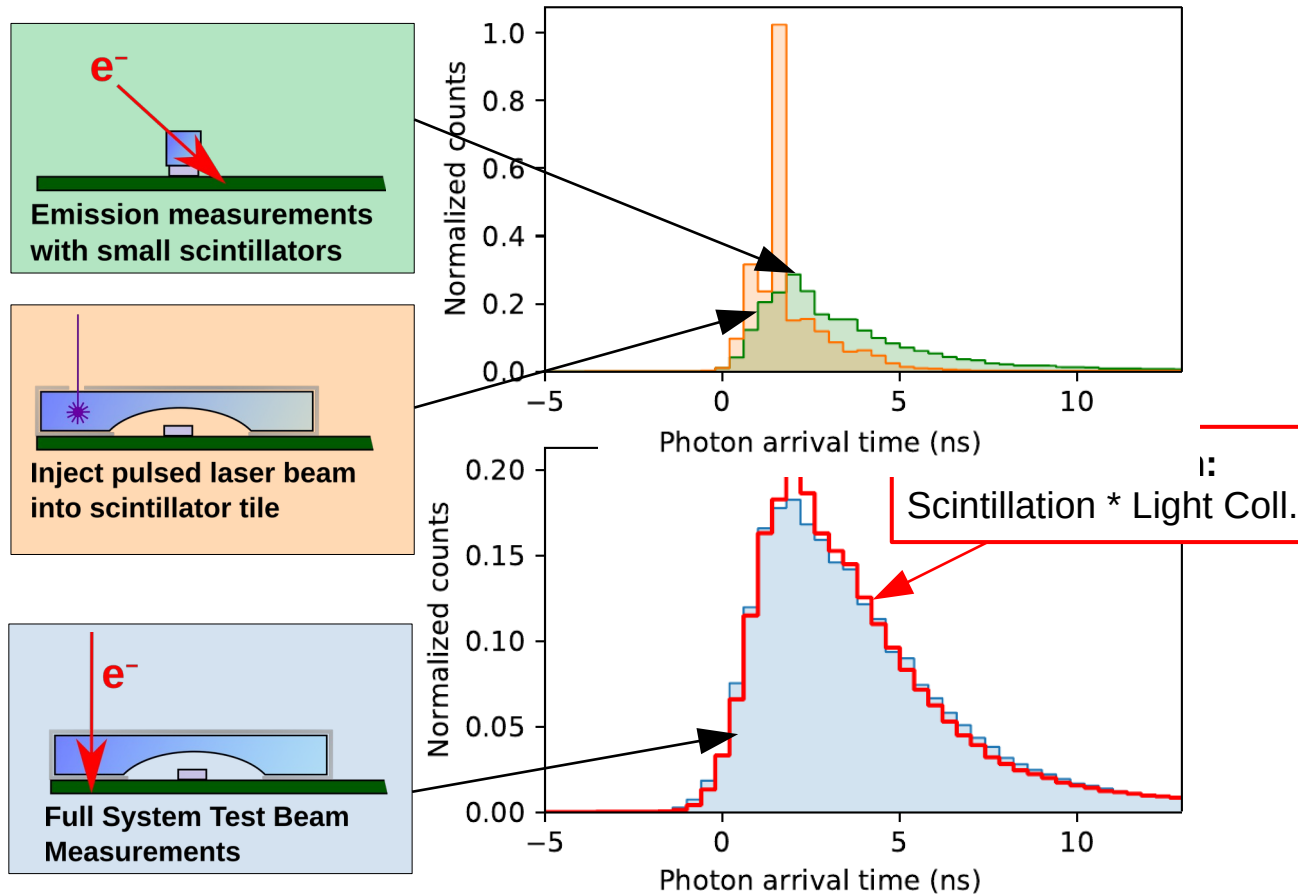 e⁻
Emission measurements
with small scintillators
Inject pulsed laser beam
into scintillator tile
e⁻
Full System Test Beam
Measurements
Normalized counts
1.0
0.8
0.6
0.4
0.2
0.0
−5
0
5
10
Photon arrival time (ns)
Scintillation * Light Coll.
Normalized counts
0.20
0.15
0.10
0.05
0.00
−5
0
5
10
Photon arrival time (ns)